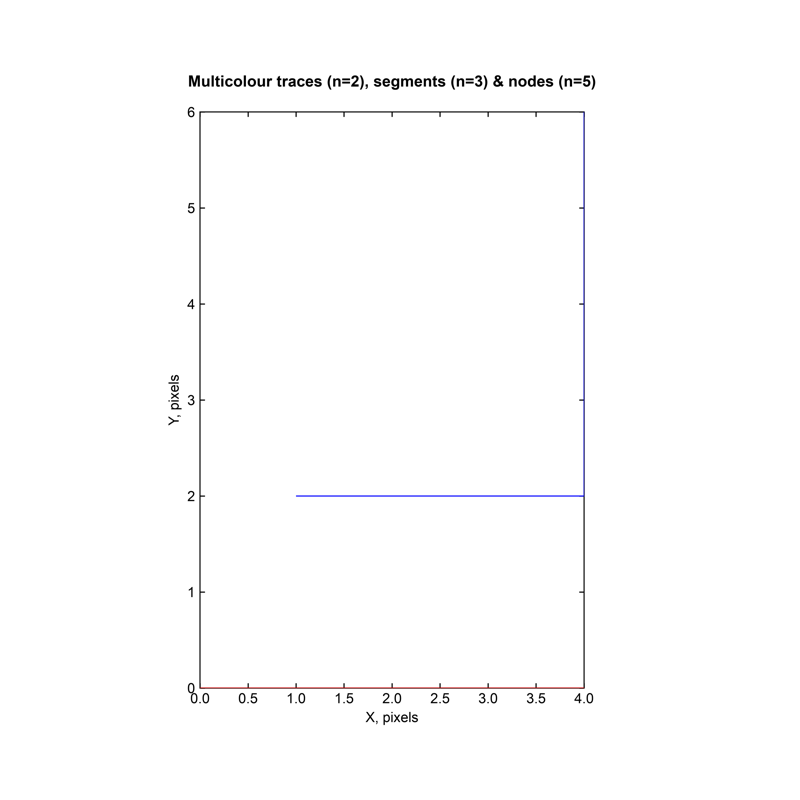 Multicolour traces (n=2), segments (n=3) & nodes (n=5)
6
5
4
3
2
1
0
Y, pixels
0.0 0.5 1.0 1.5 2.0 2.5 3.0 3.5 4.0
X, pixels